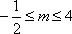 -1/2 ≤ m ≤ 4